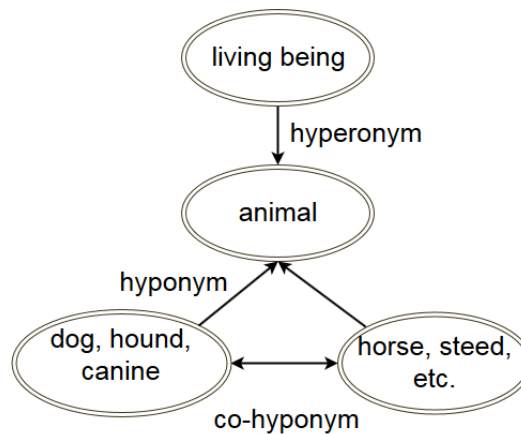 living being
hyperonym
animal
hyponym
dog, hound,
canine
horse, steed,
etc.
co-hyponym